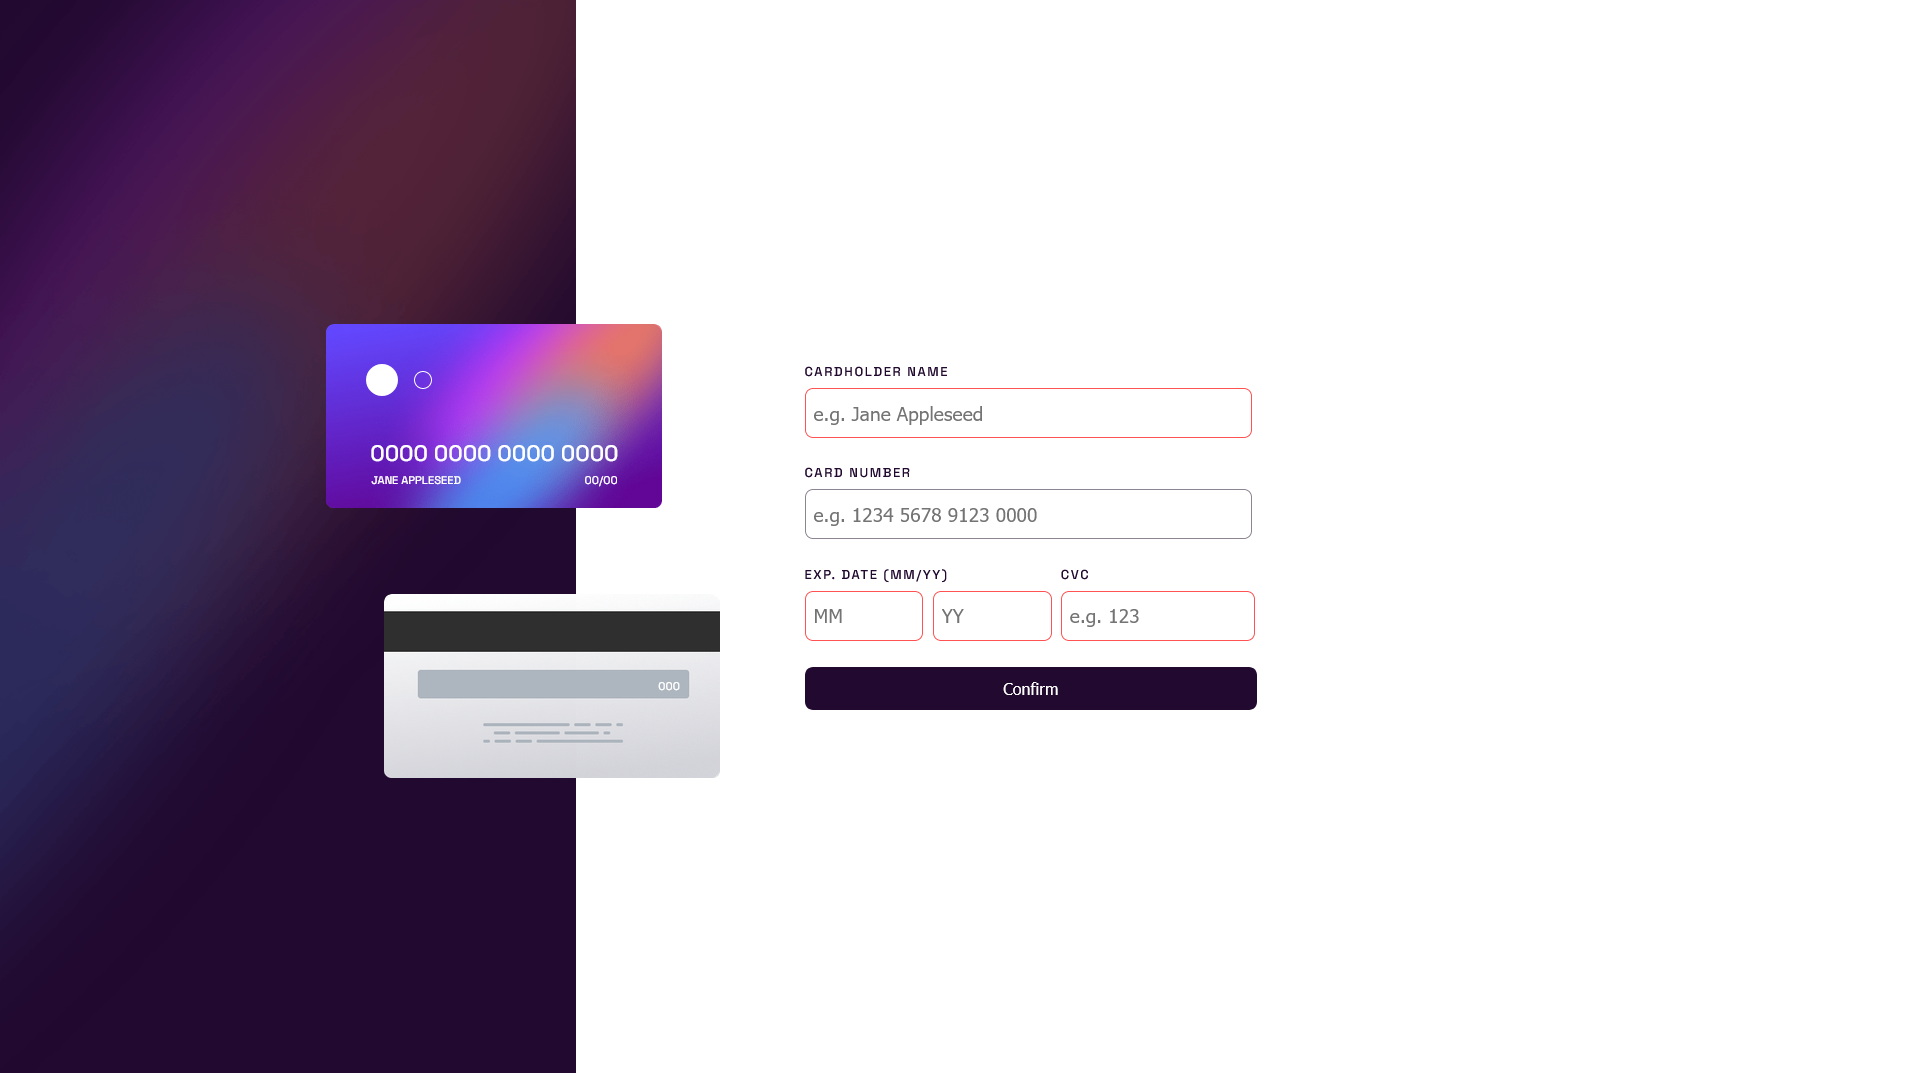 0000 0000 0000 0000
JANE APPLESEED 00/00
000
CARDHOLDER NAME
e.g. Jane Appleseed
CARD NUMBER
e.g. 1234 5678 9123 0000
EXP. DATE (MM/YY) CVC
MM YY e.g. 123
Confirm